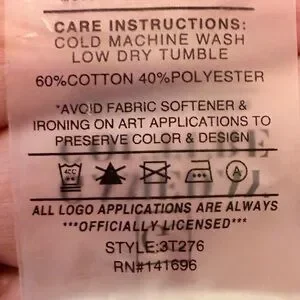 CARE INSTRUCTIONS:
COLD MACHINE WASH
LOW DRY TUMBLE
60%COTTON 40%POLYESTER
*AVOID FABRIC SOFTENER &
IRONING ON ART APPLICATIONS TO
PRESERVE COLOR & DESIGN
A
ALL LOGO APPLICATIONS ARE ALWAYS
***OFFICIALLY LICENSED***
STYLE:3T276
RN#141696